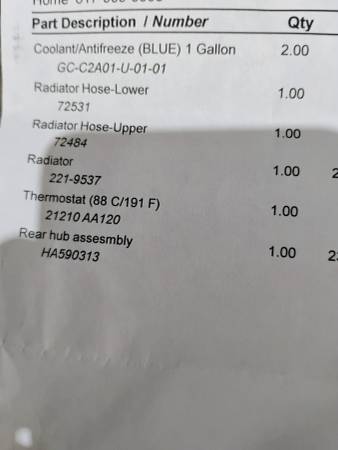 Part Description / Number Qty
Coolant/Antifreeze (BLUE) 1 Gallon 2.00
GC-C2A01-U-01-01
Radiator Hose-Lower 1.00
72531
Radiator Hose-Upper 1.00
72484
Radiator 1.00 2
221-9537
Thermostat (88 C/191 F) 1.00
21210 AA120
Rear hub assesmbly 1.00
HA590313